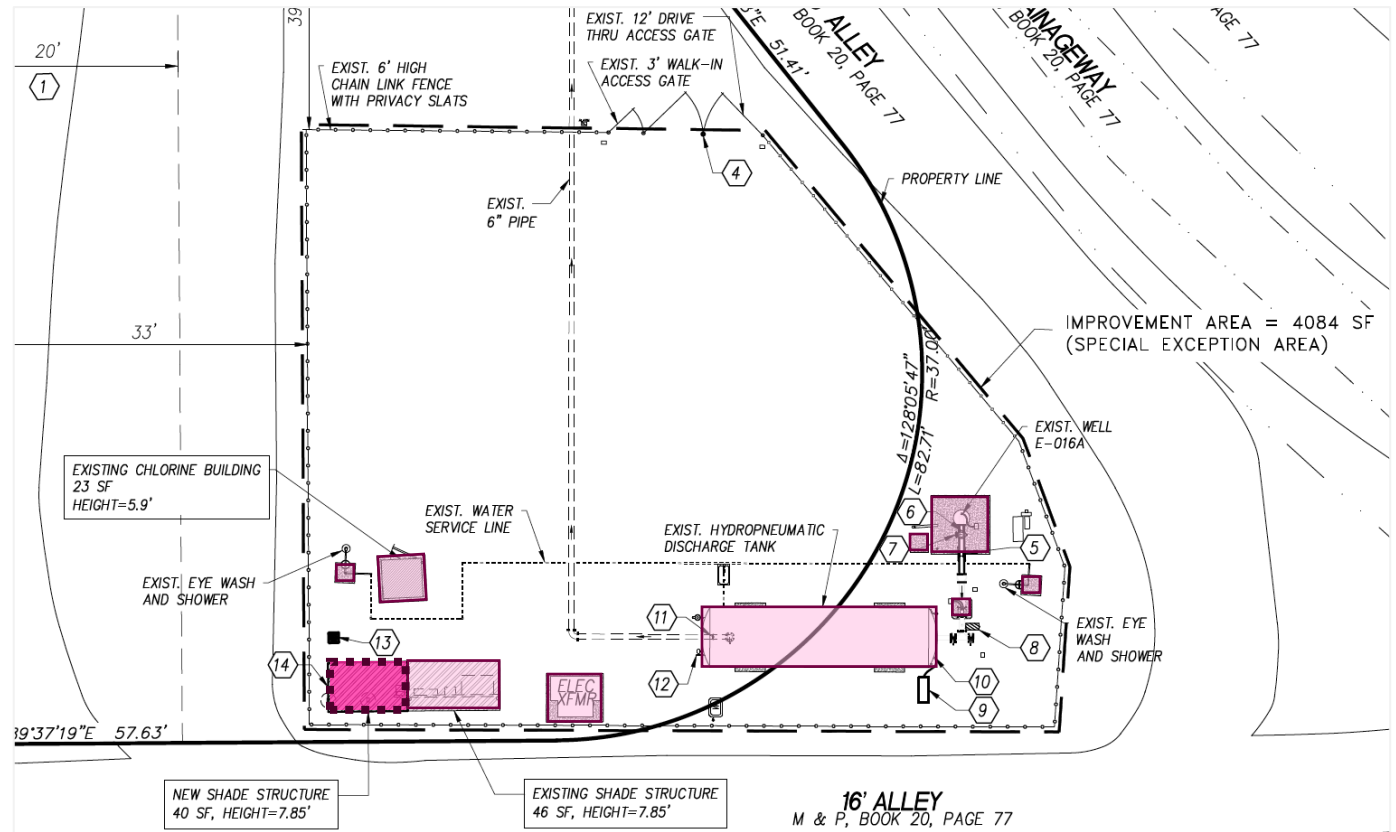 20'
1
39
EXIST. 6' HIGH
CHAIN LINK FENCE
WITH PRIVACY SLATS
EXIST. 12' DRIVE
THRU ACCESS GATE
EXIST. 3' WALK-IN
ACCESS GATE
"E
51.41'
ALLEY
BOOK 20, PAGE 77
AINAGEWAY
BOOK 20, PAGE 77
AGE 77
4
PROPERTY LINE
EXIST.
6" PIPE
33'
IMPROVEMENT AREA = 4084 SF
(SPECIAL EXCEPTION AREA)
Δ=128°05'47"
R=37.00'
L=82.71'
EXIST. WELL
E-016A
EXISTING CHLORINE BUILDING
23 SF
HEIGHT=5.9'
EXIST. WATER
SERVICE LINE
EXIST. HYDROPNEUMATIC
DISCHARGE TANK
6
7
5
EXIST. EYE WASH
AND SHOWER
11
13
8
EXIST. EYE
WASH
AND SHOWER
14
12
10
ELEC
XFMR
9
39°37'19"E 57.63'
NEW SHADE STRUCTURE
40 SF, HEIGHT=7.85'
EXISTING SHADE STRUCTURE
46 SF, HEIGHT=7.85'
16' ALLEY
M & P, BOOK 20, PAGE 77